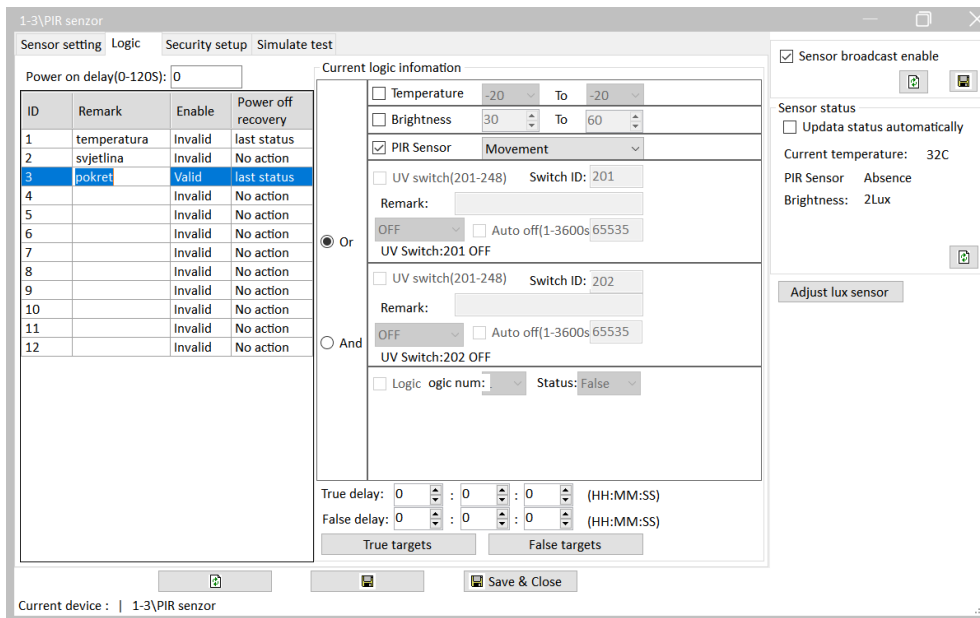 1-3\PIR senzor
Sensor setting Logic Security setup Simulate test
Power on delay(0-120S): 0
ID Remark Enable Power off recovery
1 temperatura Invalid last status
2 svjetlina Invalid No action
3 pokret Valid last status
4 Invalid No action
5 Invalid No action
6 Invalid No action
7 Invalid No action
8 Invalid No action
9 Invalid No action
10 Invalid No action
11 Invalid No action
12 Invalid No action
Current logic infomation
Or
And
Temperature -20 To -20
Brightness 30 To 60
PIR Sensor Movement
UV switch(201-248) Switch ID: 201
Remark:
OFF Auto off(1-3600s 65535
UV Switch:201 OFF
UV switch(201-248) Switch ID: 202
Remark:
OFF Auto off(1-3600s 65535
UV Switch:202 OFF
Logic ogic num: Status: False
True delay: 0 : 0 : 0 (HH:MM:SS)
False delay: 0 : 0 : 0 (HH:MM:SS)
True targets False targets
Save & Close
Current device : | 1-3\PIR senzor
Sensor broadcast enable
Sensor status
Updata status automatically
Current temperature: 32C
PIR Sensor Absence
Brightness: 2Lux
Adjust lux sensor